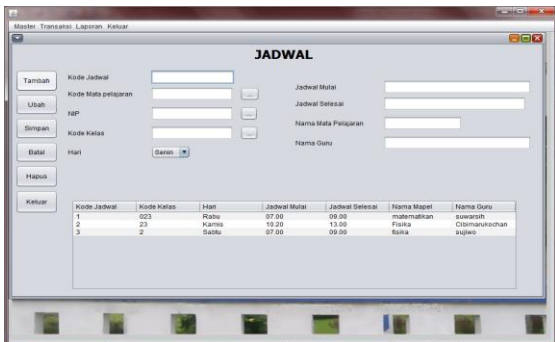 Master Transaksi Laporan Keluar
JADWAL
Tambah
Ubah
Simpan
Batal
Hapus
Keluar
Kode Jadwal
Kode Mata pelajaran
...
NIP
...
Kode Kelas
...
Hari
Senin
Jadwal Mulai
Jadwal Selesai
Nama Mata Pelajaran
Nama Guru
Kode Jadwal Kode Kelas Hari Jadwal Mulai Jadwal Selesai Nama Mapel Nama Guru
1 023 Rabu 07.00 09.00 matematikan suwarsih
2 23 Kamis 10.20 13.00 Fisika Cibimarukochan
3 2 Sabtu 07.00 09.00 fisika sujiwo